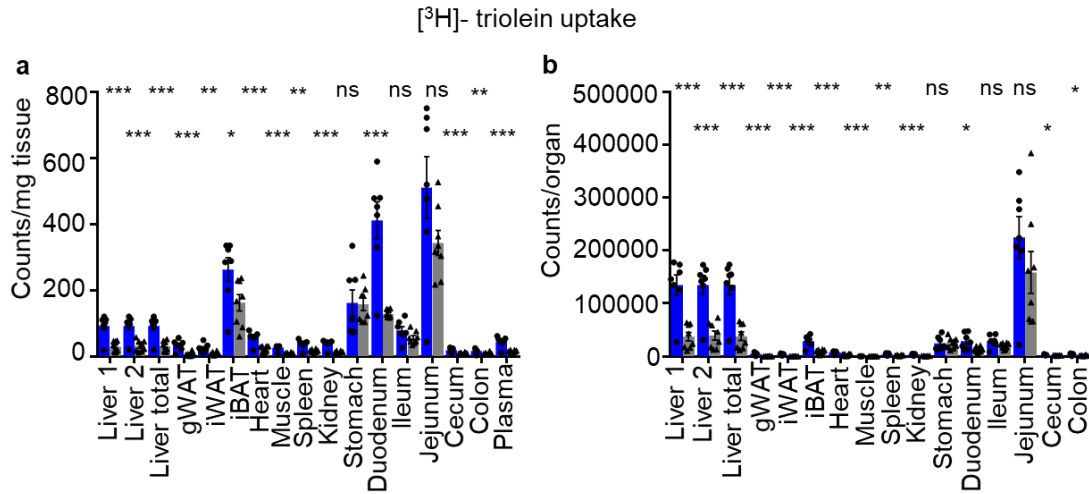 [³H]- triolein uptake
a
Counts/mg tissue
800
600
400
200
0
*** *** ** *** ** ns ns ns **
*** *** * *** *** *** *** ***
Liver 1
Liver 2
Liver total
gWAT
iWAT
iBAT
Heart
Muscle
Spleen
Kidney
Stomach
Duodenum
Ileum
Jejunum
Cecum
Colon
Plasma
b
Counts/organ
500000
400000
300000
200000
100000
0
*** *** *** *** ** ns ns ns *
*** *** *** *** *** * *
Liver 1
Liver 2
Liver total
gWAT
iWAT
iBAT
Heart
Muscle
Spleen
Kidney
Stomach
Duodenum
Ileum
Jejunum
Cecum
Colon